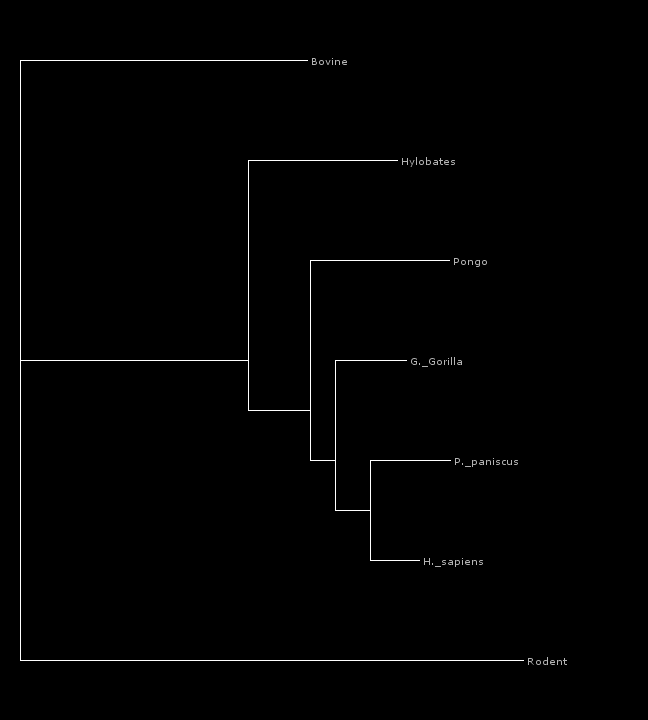 Bovine
Hylobates
Pongo
G._Gorilla
P._paniscus
H._sapiens
Rodent